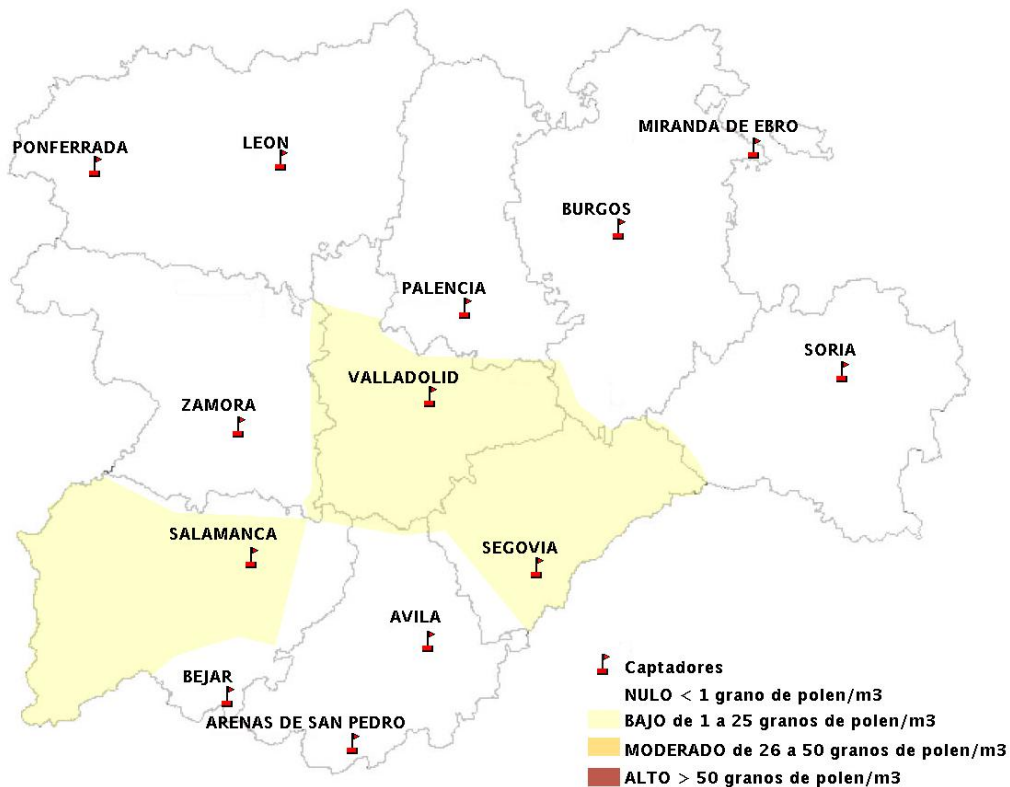 MIRANDA DE EBRO
PONFERRADA
LEON
BURGOS
PALENCIA
SORIA
VALLADOLID
ZAMORA
SALAMANCA
SEGOVIA
AVILA
BEJAR
ARENAS DE SAN PEDRO
Captadores
NULO < 1 grano de polen/m3
BAJO de 1 a 25 granos de polen/m3
MODERADO de 26 a 50 granos de polen/m3
ALTO > 50 granos de polen/m3